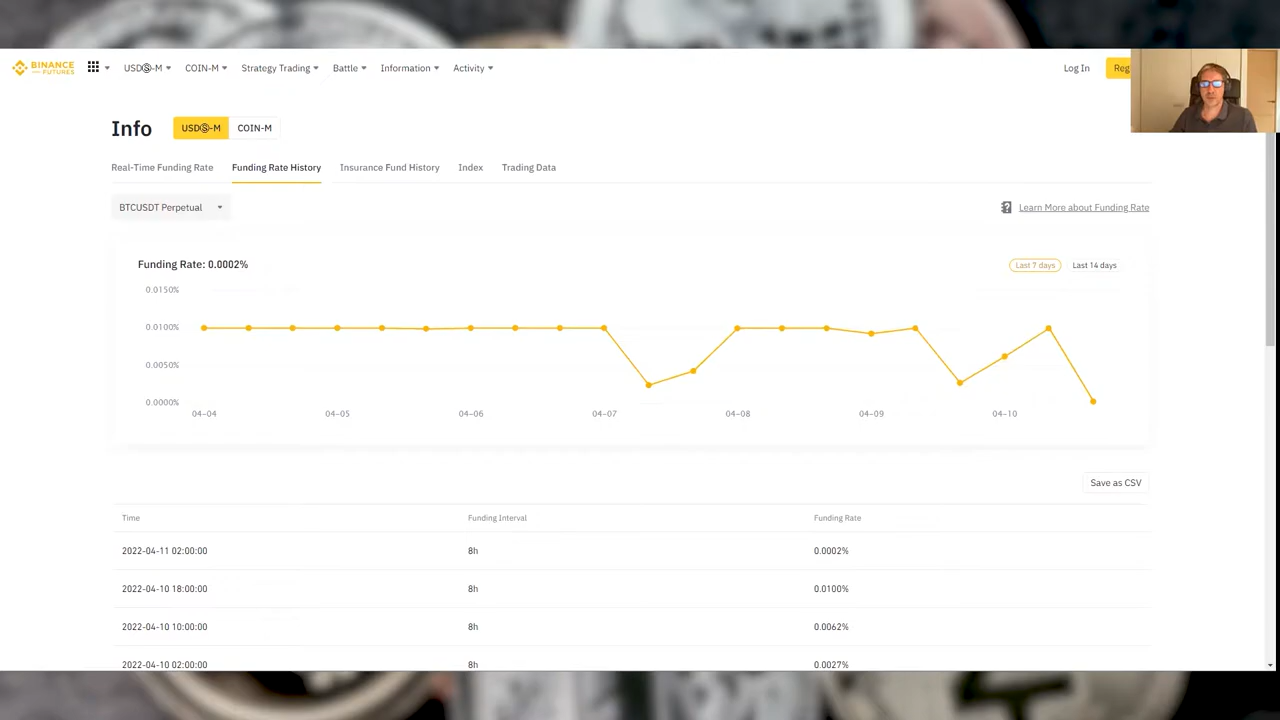 BINANCE FUTURES
USDⓈ-M COIN-M Strategy Trading Battle Information Activity Log In Reg
Info USDⓈ-M COIN-M
Real-Time Funding Rate Funding Rate History Insurance Fund History Index Trading Data
BTCUSDT Perpetual Learn More about Funding Rate
Funding Rate: 0.0002% Last 7 days Last 14 days
0.0150%
0.0100%
0.0050%
0.0000%
04-04 04-05 04-06 04-07 04-08 04-09 04-10
Save as CSV
Time Funding Interval Funding Rate
2022-04-11 02:00:00 8h 0.0002%
2022-04-10 18:00:00 8h 0.0100%
2022-04-10 10:00:00 8h 0.0062%
2022-04-10 02:00:00 8h 0.0027%